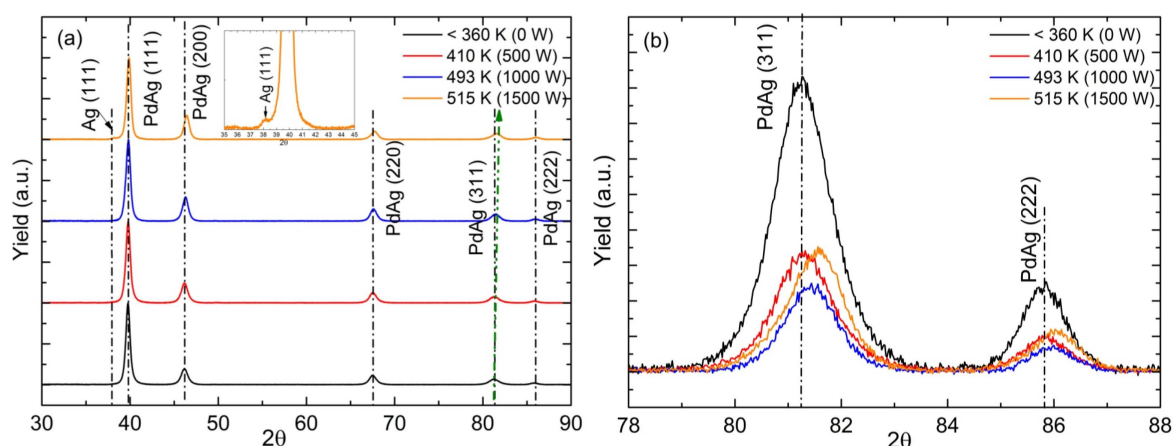 (a)
Ag (111)
PdAg (111)
PdAg (200)
PdAg (220)
PdAg (311)
PdAg (222)
< 360 K (0 W)
410 K (500 W)
493 K (1000 W)
515 K (1500 W)
Ag (111)
35 36 37 38 39 40 41 42 43 44 45
2θ
Yield (a.u.)
30 40 50 60 70 80 90
2θ
(b)
PdAg (311)
PdAg (222)
< 360 K (0 W)
410 K (500 W)
493 K (1000 W)
515 K (1500 W)
Yield (a.u.)
78 80 82 84 86 88
2θ